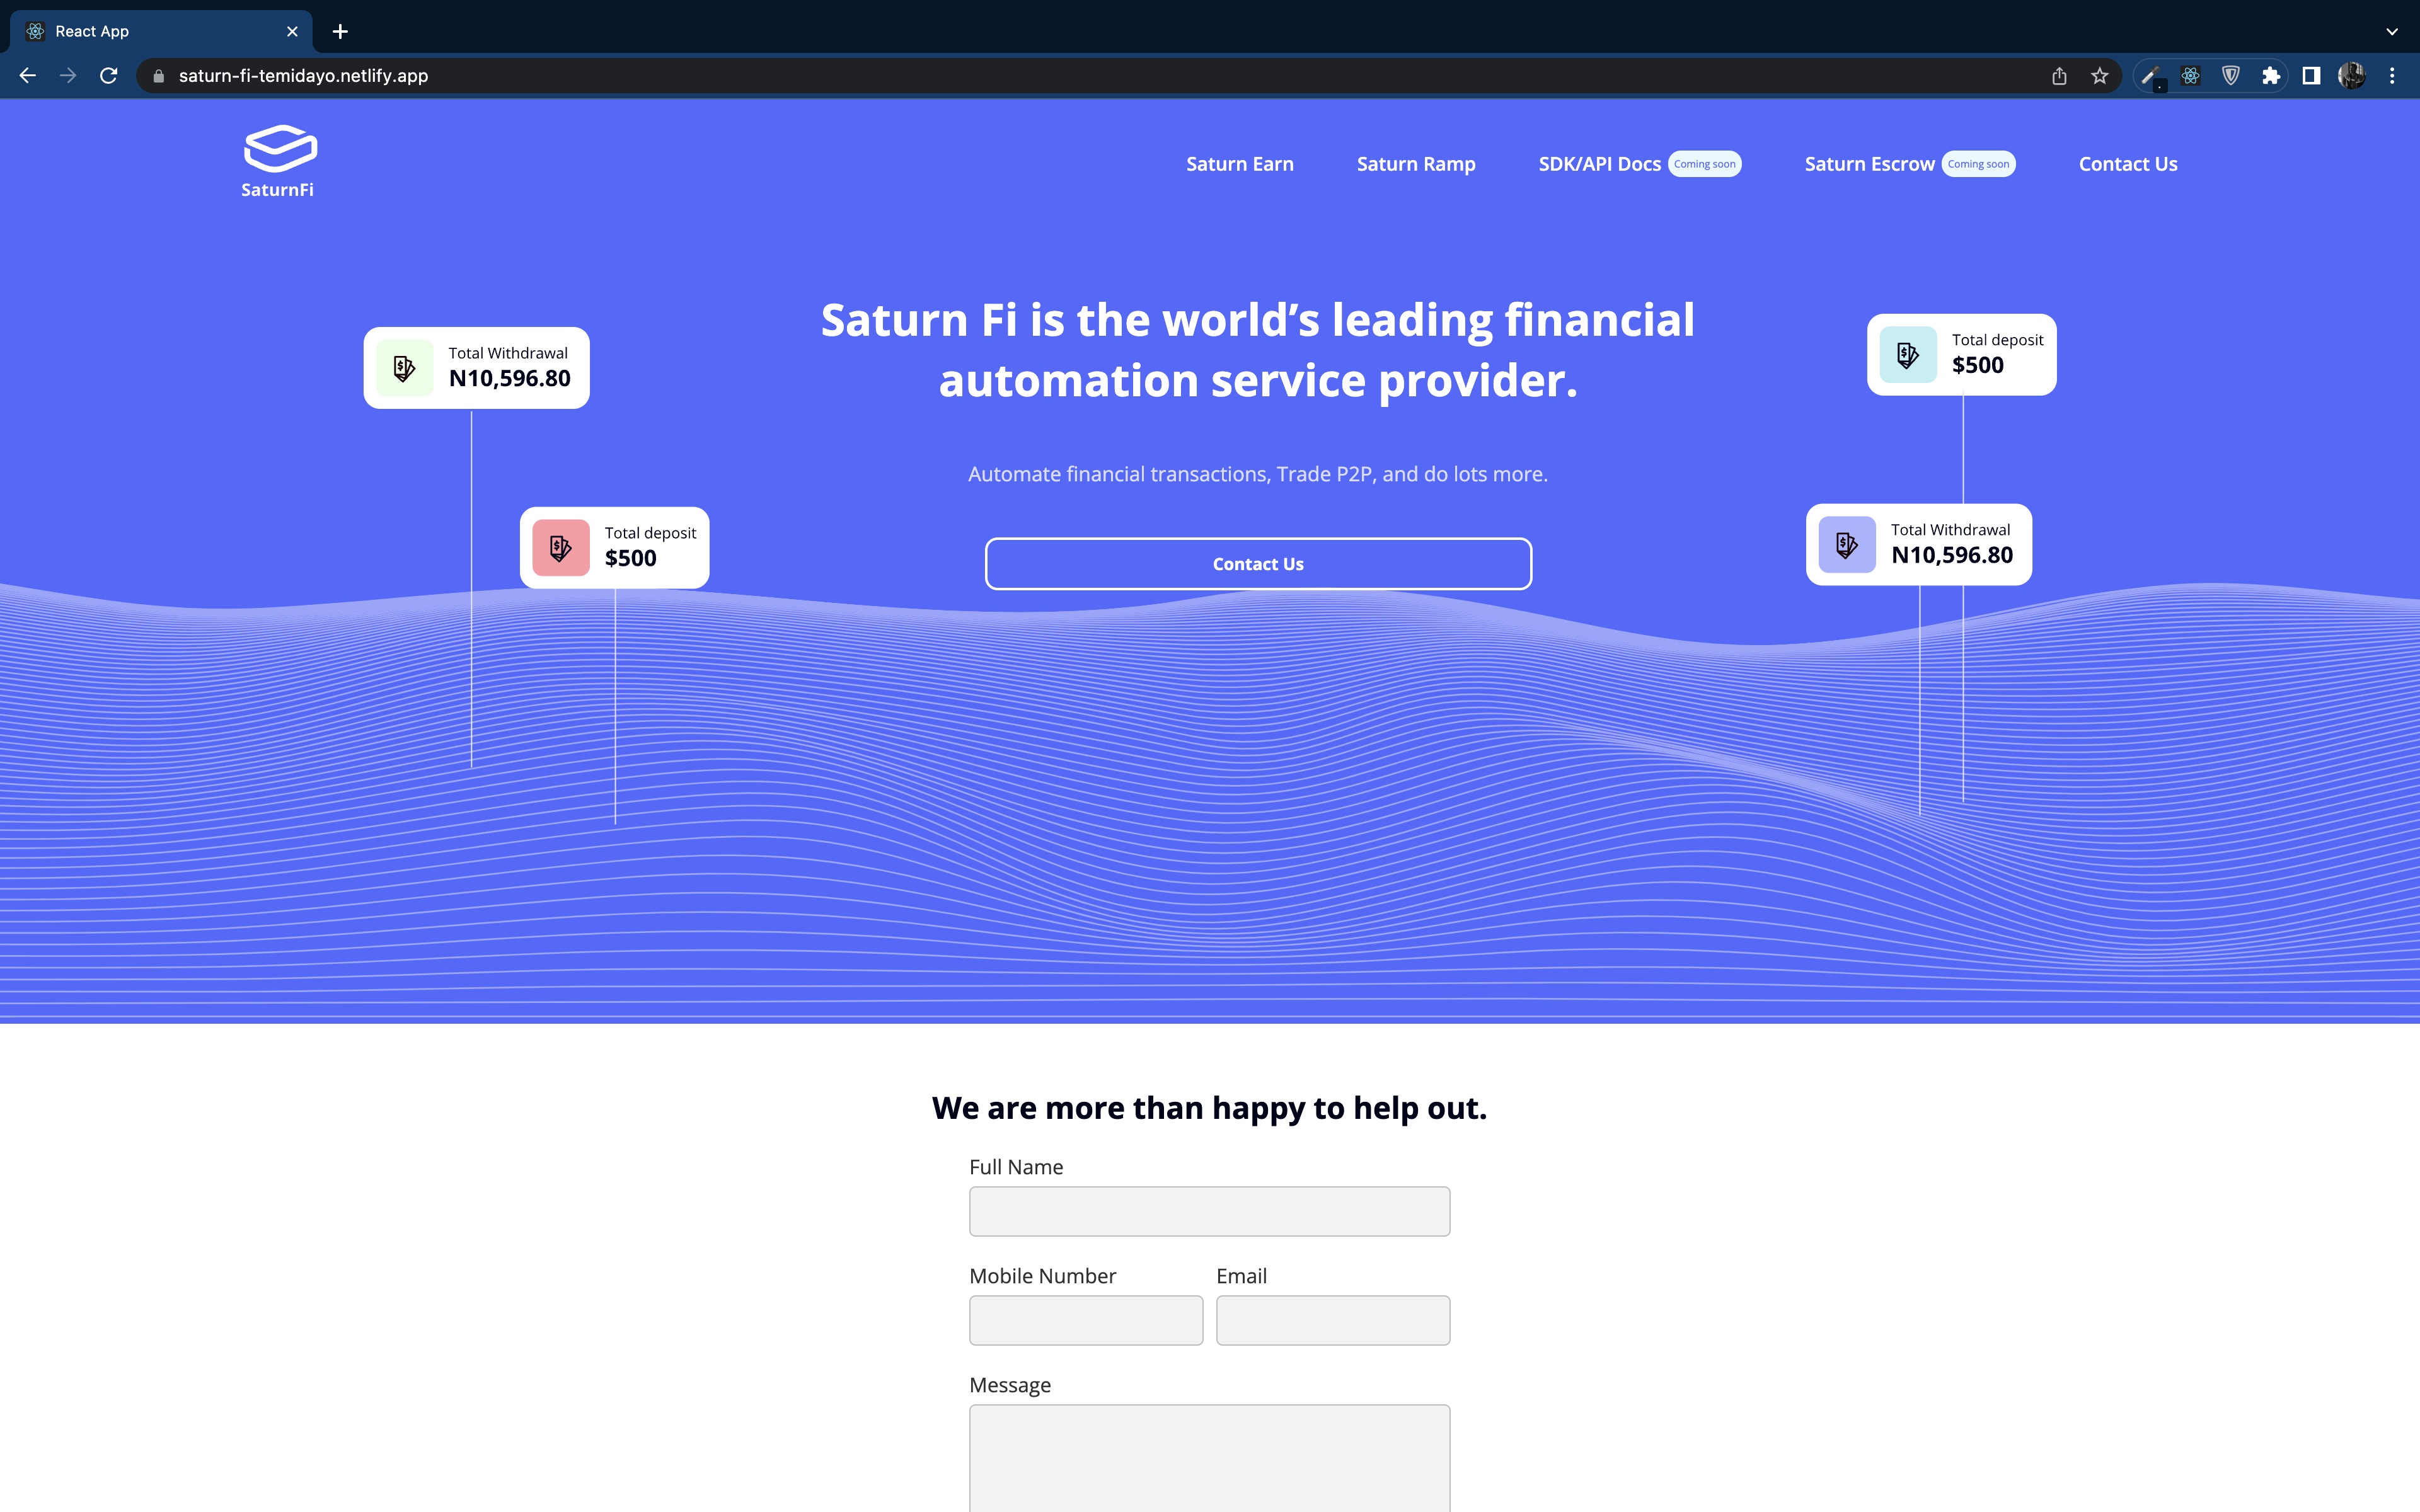 React App
saturn-fi-temidayo.netlify.app
SaturnFi
Saturn Earn
Saturn Ramp
SDK/API Docs
Coming soon
Saturn Escrow
Coming soon
Contact Us
Saturn Fi is the world’s leading financial
automation service provider.
Automate financial transactions, Trade P2P, and do lots more.
Contact Us
Total Withdrawal
N10,596.80
Total deposit
$500
Total deposit
$500
Total Withdrawal
N10,596.80
We are more than happy to help out.
Full Name
Mobile Number
Email
Message